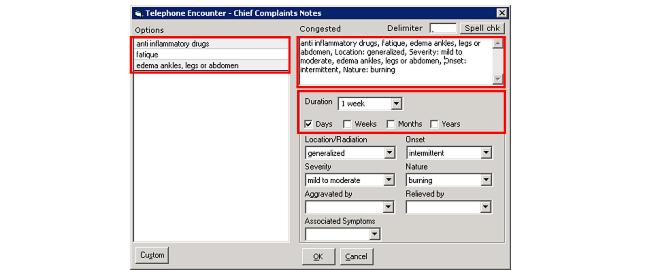 Telephone Encounter - Chief Complaints Notes
Options
anti inflammatory drugs
fatique
edema ankles, legs or abdomen
Custom
Congested Delimiter , Spell chk
anti inflammatory drugs, fatique, edema ankles, legs or
abdomen, Location: generalized, Severity: mild to
moderate, edema ankles, legs or abdomen, Onset:
intermittent, Nature: burning
Duration 1 week
Days Weeks Months Years
Location/Radiation Onset
generalized intermittent
Severity Nature
mild to moderate burning
Aggravated by Relieved by
Associated Symptoms
OK Cancel